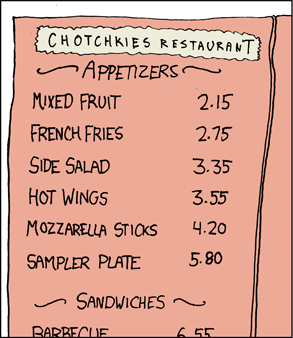 CHOTCHKIES RESTAURANT
APPETIZERS
MIXED FRUIT 2.15
FRENCH FRIES 2.75
SIDE SALAD 3.35
HOT WINGS 3.55
MOZZARELLA STICKS 4.20
SAMPLER PLATE 5.80
SANDWICHES
BARBECUE 6.55